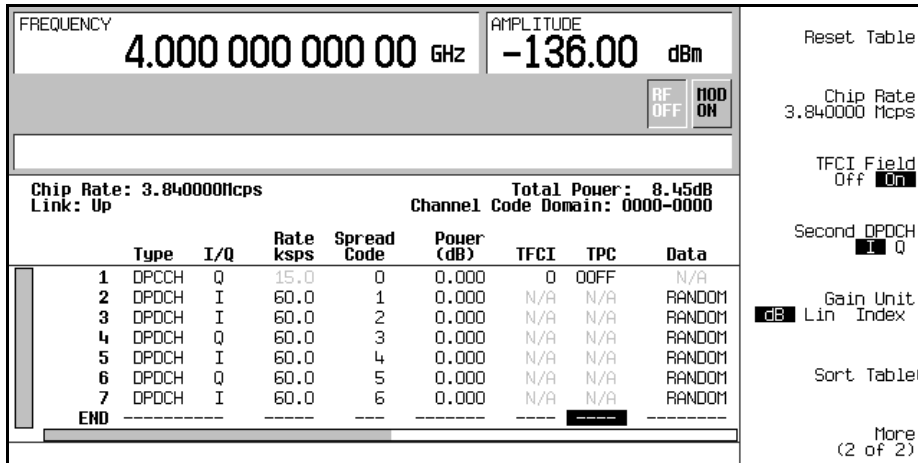 FREQUENCY
4.000 000 000 00 GHz
AMPLITUDE
-136.00 dBm
RF OFF
MOD ON
Chip Rate: 3.840000Mcps
Total Power: 8.45dB
Link: Up
Channel Code Domain: 0000-0000
Type I/Q Rate ksps Spread Code Power (dB) TFCI TPC Data
1 DPCCH Q 15.0 0 0.000 0 00FF N/A
2 DPDCH I 60.0 1 0.000 N/A N/A RANDOM
3 DPDCH I 60.0 2 0.000 N/A N/A RANDOM
4 DPDCH Q 60.0 3 0.000 N/A N/A RANDOM
5 DPDCH I 60.0 4 0.000 N/A N/A RANDOM
6 DPDCH Q 60.0 5 0.000 N/A N/A RANDOM
7 DPDCH I 60.0 6 0.000 N/A N/A RANDOM
END ---------- ----- --- ------- ---- ---- --------
Reset Table
Chip Rate
3.840000 Mcps
TFCI Field
Off On
Second DPDCH
I Q
Gain Unit
dB Lin Index
Sort Table
More
(2 of 2)